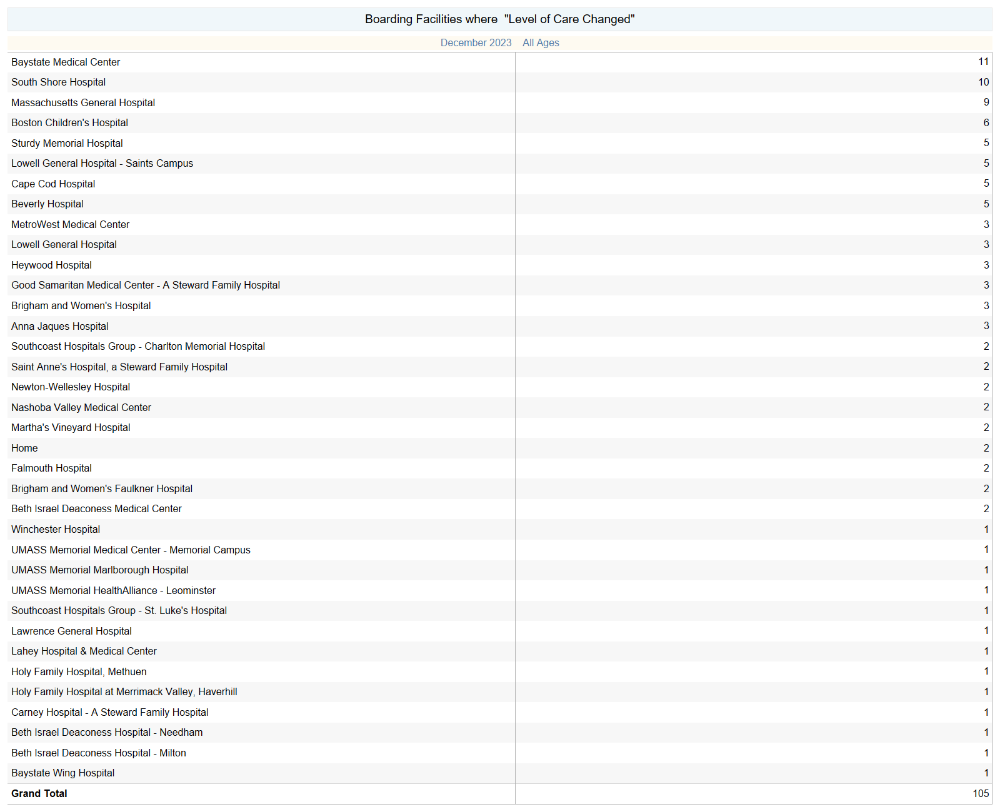 Boarding Facilities where "Level of Care Changed"
December 2023 All Ages
Baystate Medical Center 11
South Shore Hospital 10
Massachusetts General Hospital 9
Boston Children's Hospital 6
Sturdy Memorial Hospital 5
Lowell General Hospital - Saints Campus 5
Cape Cod Hospital 5
Beverly Hospital 5
MetroWest Medical Center 3
Lowell General Hospital 3
Heywood Hospital 3
Good Samaritan Medical Center - A Steward Family Hospital 3
Brigham and Women's Hospital 3
Anna Jaques Hospital 3
Southcoast Hospitals Group - Charlton Memorial Hospital 2
Saint Anne's Hospital, a Steward Family Hospital 2
Newton-Wellesley Hospital 2
Nashoba Valley Medical Center 2
Martha's Vineyard Hospital 2
Home 2
Falmouth Hospital 2
Brigham and Women's Faulkner Hospital 2
Beth Israel Deaconess Medical Center 2
Winchester Hospital 1
UMASS Memorial Medical Center - Memorial Campus 1
UMASS Memorial Marlborough Hospital 1
UMASS Memorial HealthAlliance - Leominster 1
Southcoast Hospitals Group - St. Luke's Hospital 1
Lawrence General Hospital 1
Lahey Hospital & Medical Center 1
Holy Family Hospital, Methuen 1
Holy Family Hospital at Merrimack Valley, Haverhill 1
Carney Hospital - A Steward Family Hospital 1
Beth Israel Deaconess Hospital - Needham 1
Beth Israel Deaconess Hospital - Milton 1
Baystate Wing Hospital 1
Grand Total 105